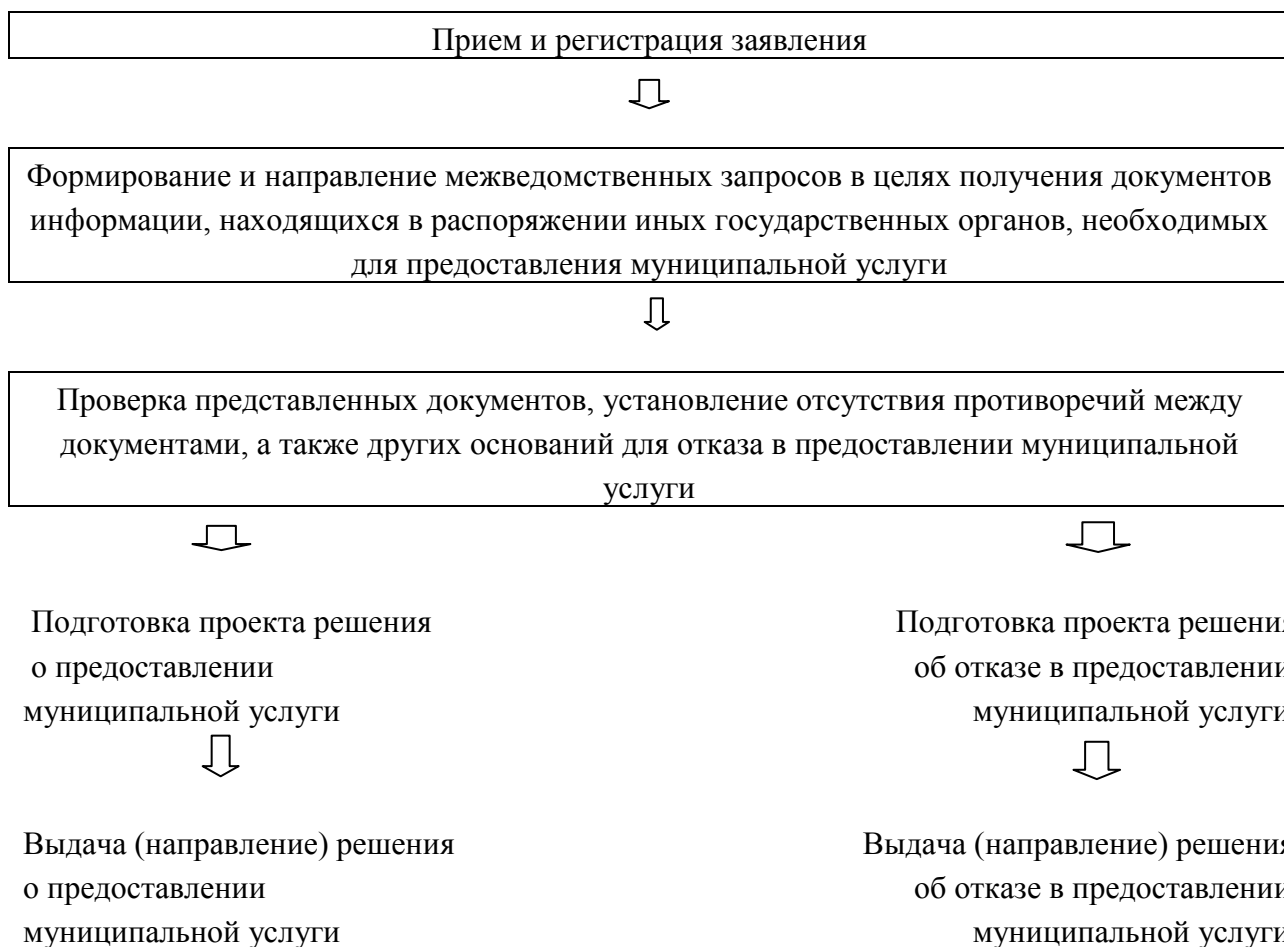 Прием и регистрация заявления
Формирование и направление межведомственных запросов в целях получения документов
информации, находящихся в распоряжении иных государственных органов, необходимых
для предоставления муниципальной услуги
Проверка представленных документов, установление отсутствия противоречий между
документами, а также других оснований для отказа в предоставлении муниципальной
услуги
Подготовка проекта решения
о предоставлении
муниципальной услуги
Подготовка проекта решения
об отказе в предоставлении
муниципальной услуги
Выдача (направление) решения
о предоставлении
муниципальной услуги
Выдача (направление) решения
об отказе в предоставлении
муниципальной услуги